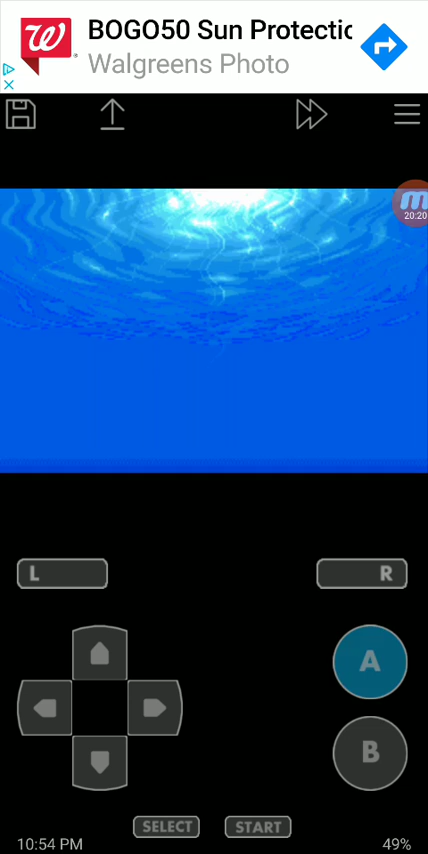 W
BOGO50 Sun Protectic
Walgreens Photo
20:20
L
R
A
B
SELECT
START
10:54 PM
49%